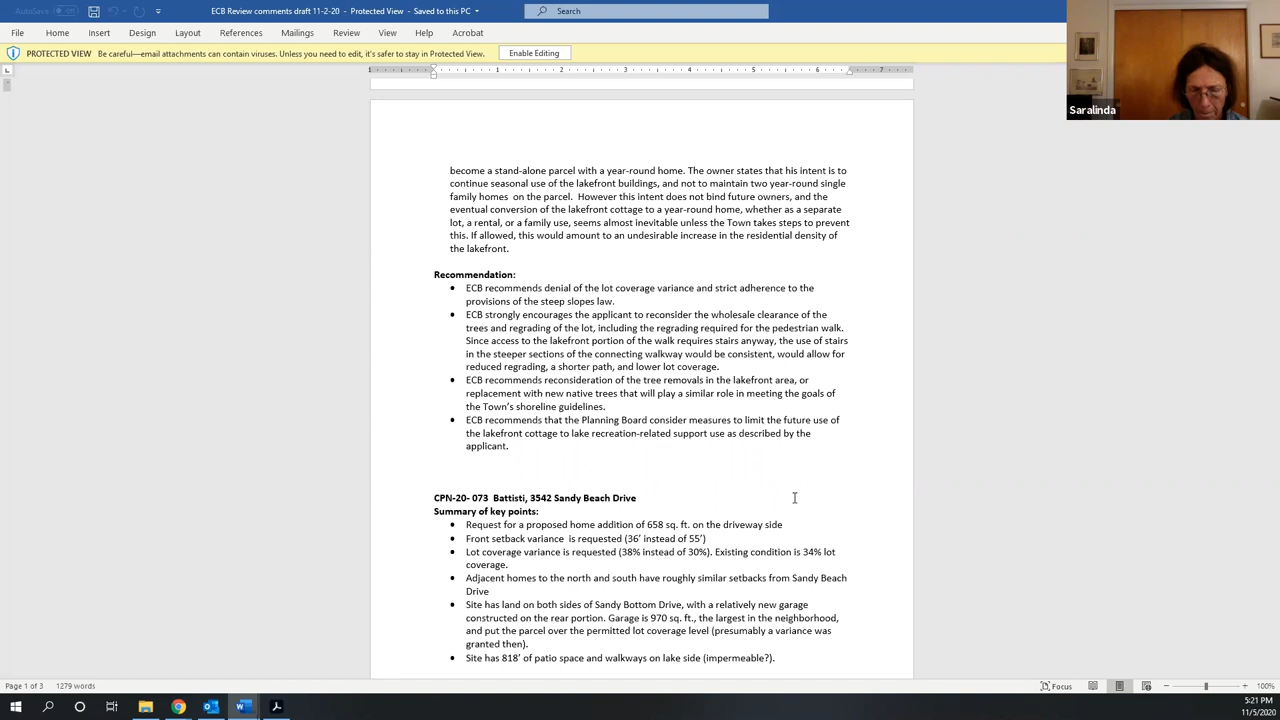 AutoSave
Off
ECB Review comments draft 11-2-20 - Protected View - Saved to this PC
Search
File Home Insert Design Layout References Mailings Review View Help Acrobat
PROTECTED VIEW Be careful—email attachments can contain viruses. Unless you need to edit, it's safer to stay in Protected View. Enable Editing
Saralinda
1 1 2 3 4 5 6 7
become a stand-alone parcel with a year-round home. The owner states that his intent is to
continue seasonal use of the lakefront buildings, and not to maintain two year-round single
family homes on the parcel. However this intent does not bind future owners, and the
eventual conversion of the lakefront cottage to a year-round home, whether as a separate
lot, a rental, or a family use, seems almost inevitable unless the Town takes steps to prevent
this. If allowed, this would amount to an undesirable increase in the residential density of
the lakefront.
Recommendation:
• ECB recommends denial of the lot coverage variance and strict adherence to the
provisions of the steep slopes law.
• ECB strongly encourages the applicant to reconsider the wholesale clearance of the
trees and regrading of the lot, including the regrading required for the pedestrian walk.
Since access to the lakefront portion of the walk requires stairs anyway, the use of stairs
in the steeper sections of the connecting walkway would be consistent, would allow for
reduced regrading, a shorter path, and lower lot coverage.
• ECB recommends reconsideration of the tree removals in the lakefront area, or
replacement with new native trees that will play a similar role in meeting the goals of
the Town's shoreline guidelines.
• ECB recommends that the Planning Board consider measures to limit the future use of
the lakefront cottage to lake recreation-related support use as described by the
applicant.
CPN-20- 073 Battisti, 3542 Sandy Beach Drive
Summary of key points:
• Request for a proposed home addition of 658 sq. ft. on the driveway side
• Front setback variance is requested (36' instead of 55')
• Lot coverage variance is requested (38% instead of 30%). Existing condition is 34% lot
coverage.
• Adjacent homes to the north and south have roughly similar setbacks from Sandy Beach
Drive
• Site has land on both sides of Sandy Bottom Drive, with a relatively new garage
constructed on the rear portion. Garage is 970 sq. ft., the largest in the neighborhood,
and put the parcel over the permitted lot coverage level (presumably a variance was
granted then).
• Site has 818' of patio space and walkways on lake side (impermeable?).
Page 1 of 3 1279 words Focus 100%
5:21 PM
11/5/2020